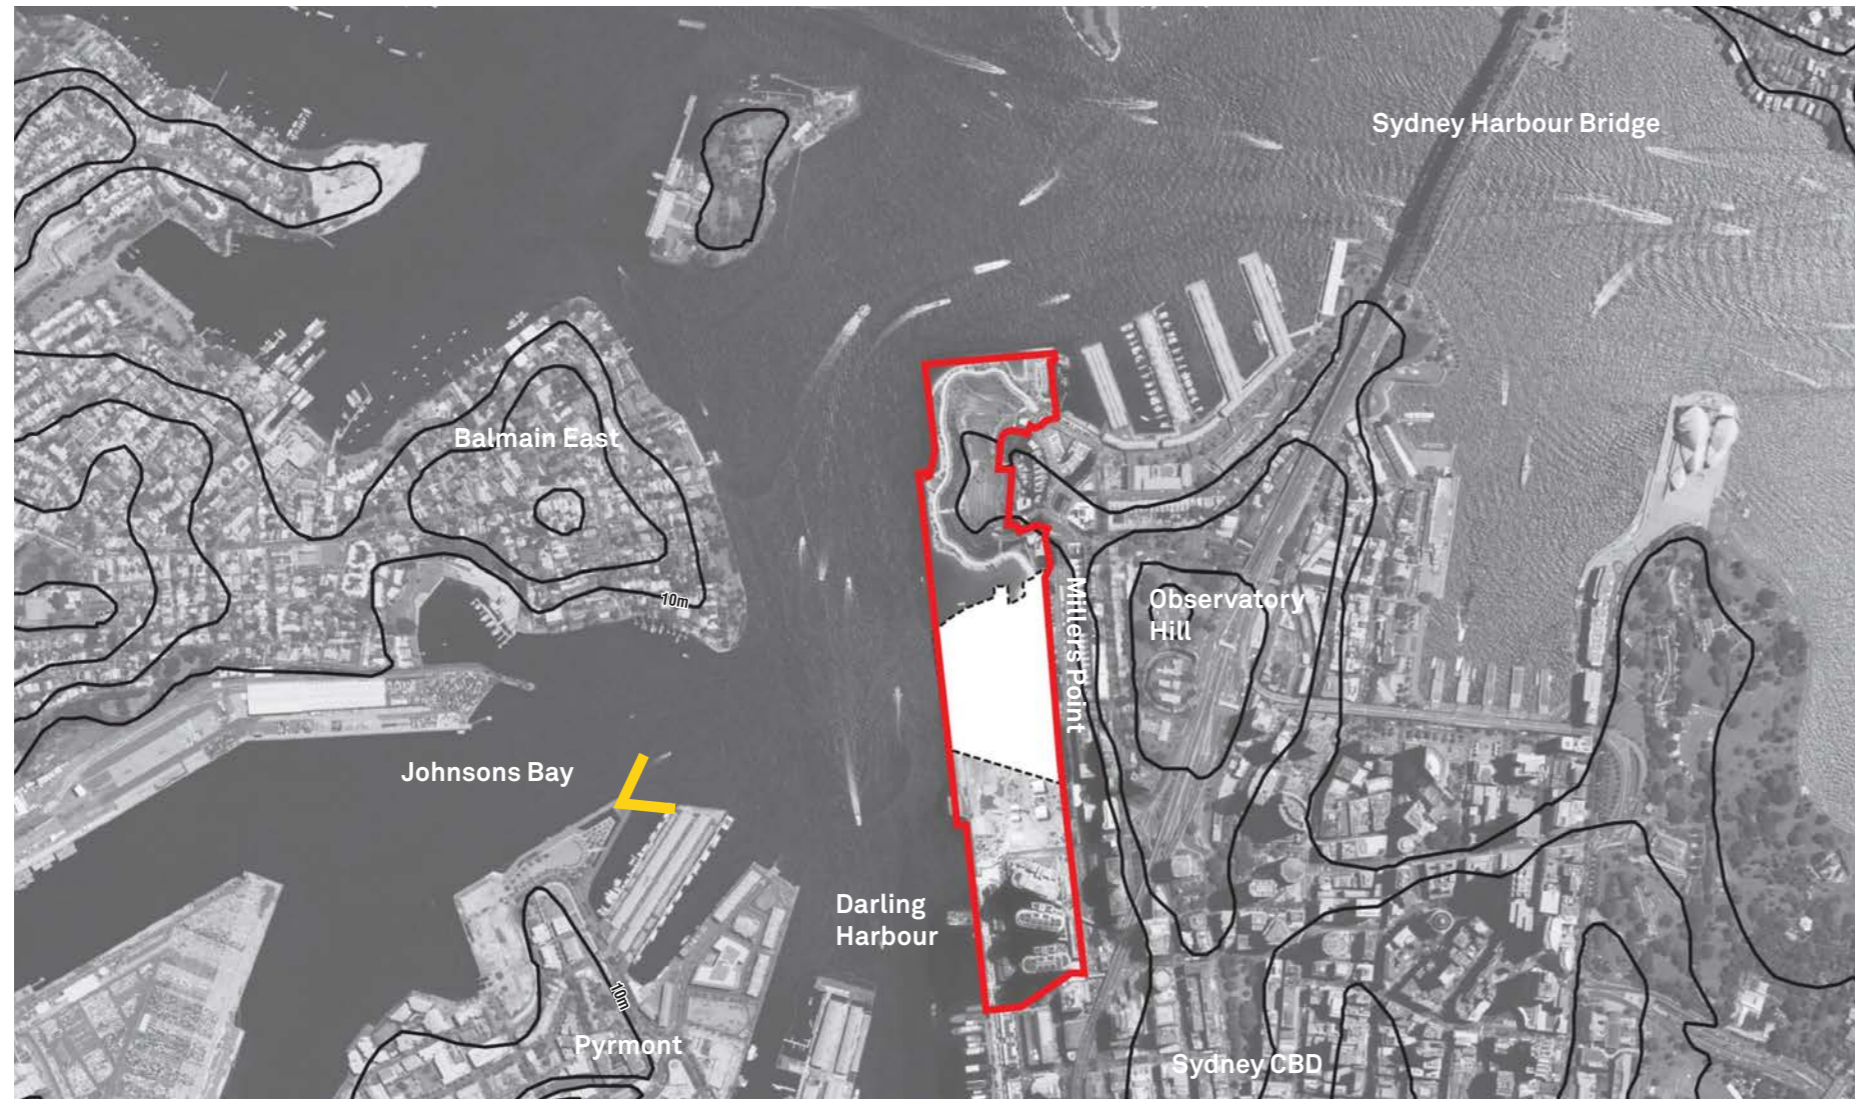 Sydney Harbour Bridge
Balmain East
10m
Millers Point
Observatory
Hill
Johnsons Bay
Darling
Harbour
10m
Pyrmont
Sydney CBD